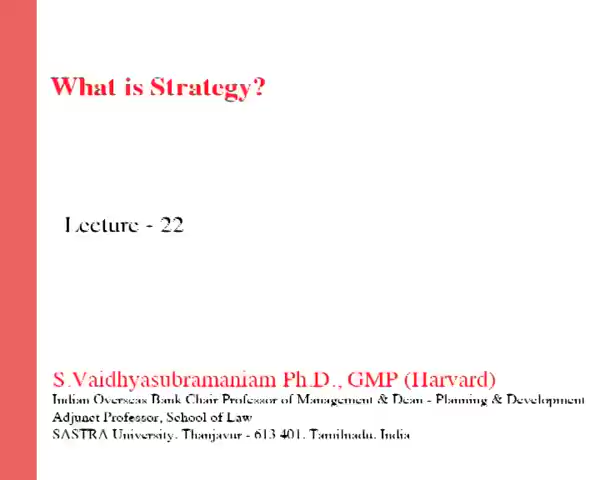 What is Strategy?
Lecture - 22
S.Vaidhyasubramaniam Ph.D., GMP (Harvard)
Indian Overseas Bank Chair Professor of Management & Dean - Planning & Development
Adjunct Professor, School of Law
SASTRA University, Thanjavur - 613 401, Tamilnadu, India